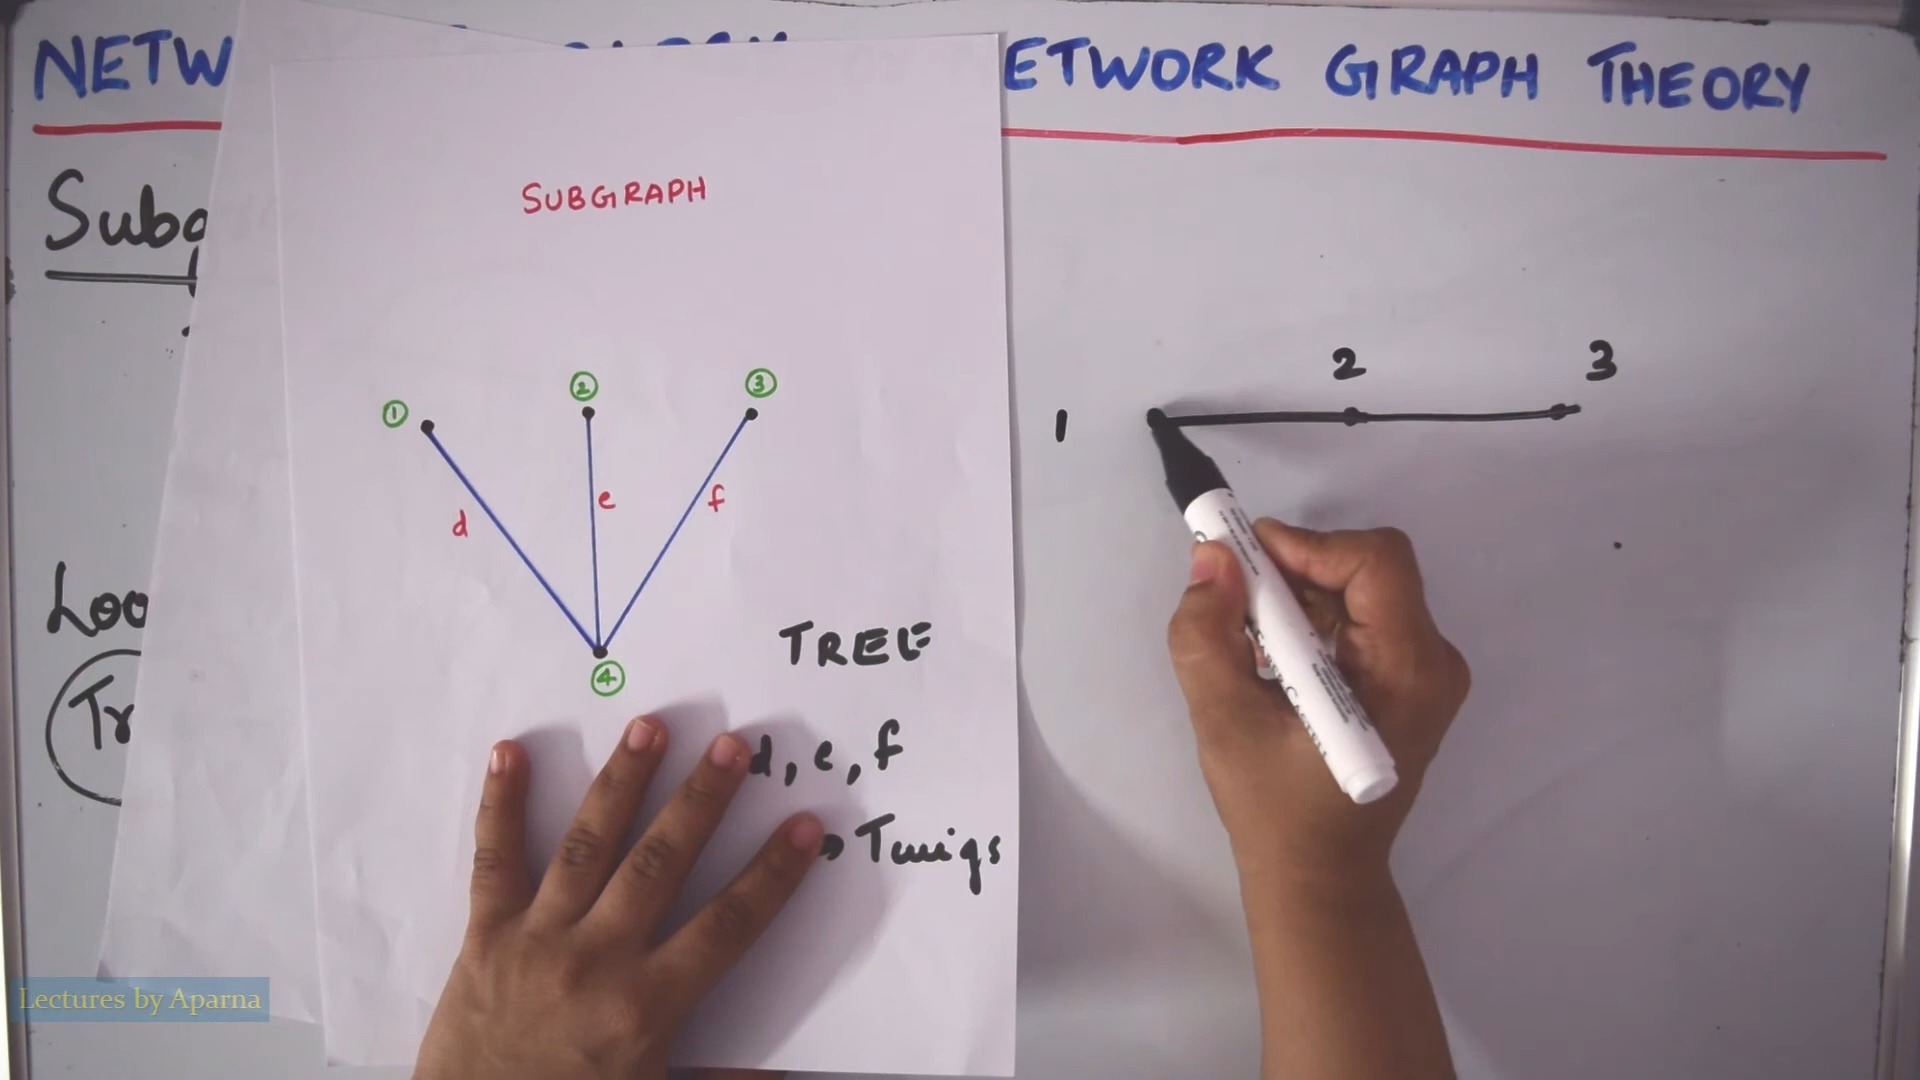 NETW
ETWORK GRAPH THEORY
Subg
SUBGRAPH
① ② ③
d e f
④
Loo
Tr
TREE
d, e, f
Twigs
1 2 3
Lectures by Aparna